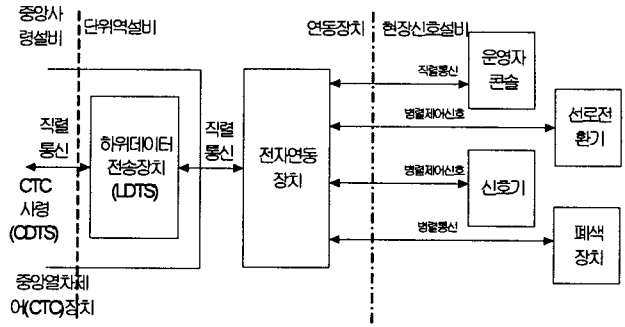 중앙사
령설비
단위역설비
연동장치
현장신호설비
직렬
통신
CTC
사령
(CDTS)
하위데이터
전송장치
(LDTS)
직렬
통신
전자연동
장치
직렬통신
운영자
콘솔
병렬제어신호
선로전
환기
병렬제어신호
신호기
병렬통신
폐색
장치
중앙열차제
어(CTC)장치